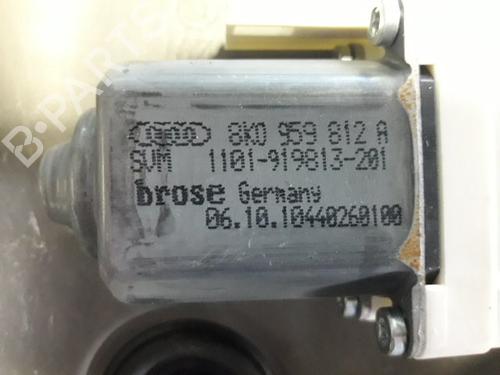 8K0 959 812 A
SVM 1101-919813-201
brose Germany
06.10.10440260100
B-PARTS